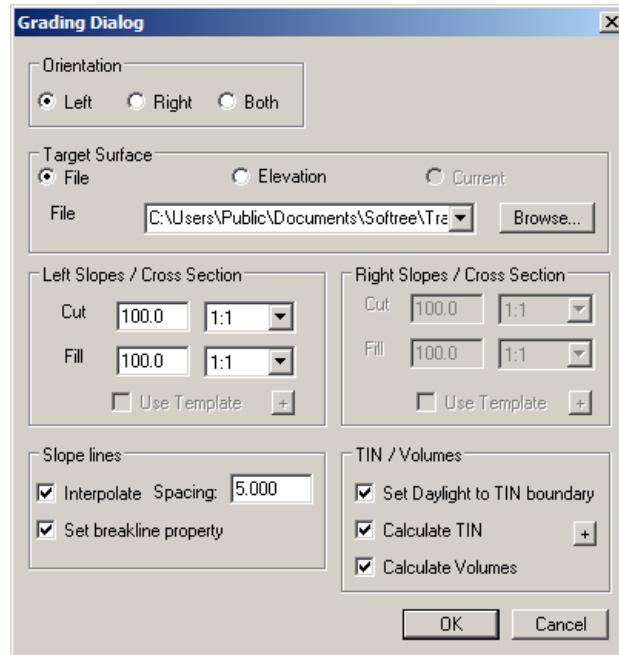 Grading Dialog
Orientation
Left Right Both
Target Surface
File Elevation Current
File C:\Users\Public\Documents\Softree\Tra Browse...
Left Slopes / Cross Section
Cut 100.0 1:1
Fill 100.0 1:1
Use Template +
Right Slopes / Cross Section
Cut 100.0 1:1
Fill 100.0 1:1
Use Template +
Slope lines
Interpolate Spacing: 5.000
Set breakline property
TIN / Volumes
Set Daylight to TIN boundary
Calculate TIN +
Calculate Volumes
OK Cancel